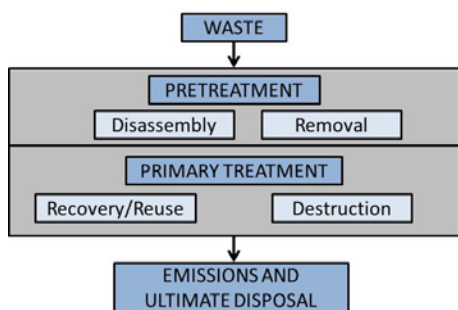 WASTE
PRETREATMENT
Disassembly
Removal
PRIMARY TREATMENT
Recovery/Reuse
Destruction
EMISSIONS AND
ULTIMATE DISPOSAL